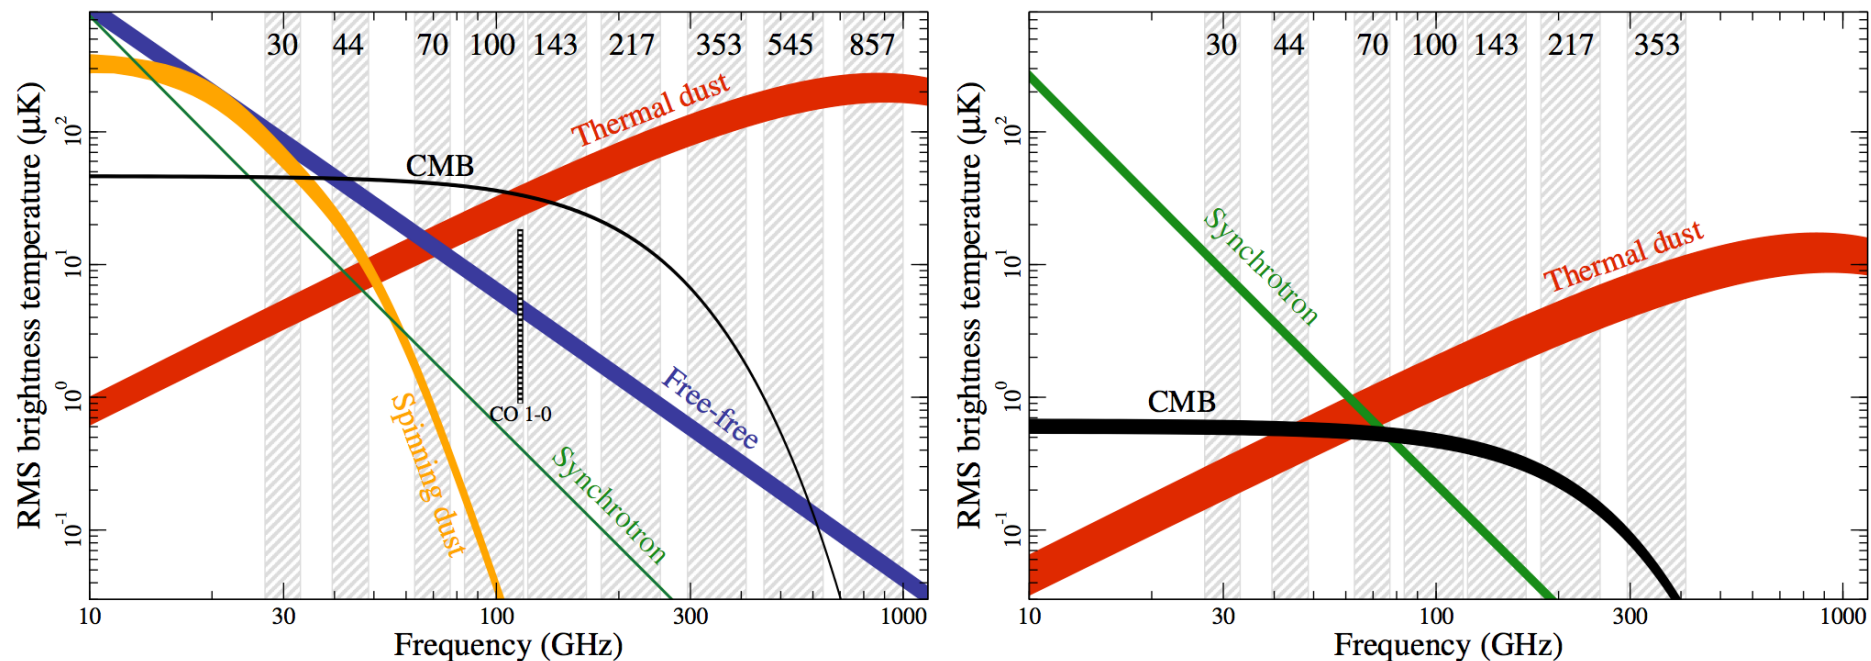 30 44 70 100 143 217 353 545 857
Thermal dust
CMB
CO 1-0
Free-free
Spinning dust
Synchrotron
RMS brightness temperature (μK)
10² 10¹ 10⁰ 10⁻¹
10 30 100 300 1000
Frequency (GHz)
30 44 70 100 143 217 353
Synchrotron
Thermal dust
CMB
RMS brightness temperature (μK)
10² 10¹ 10⁰ 10⁻¹
10 30 100 300 1000
Frequency (GHz)